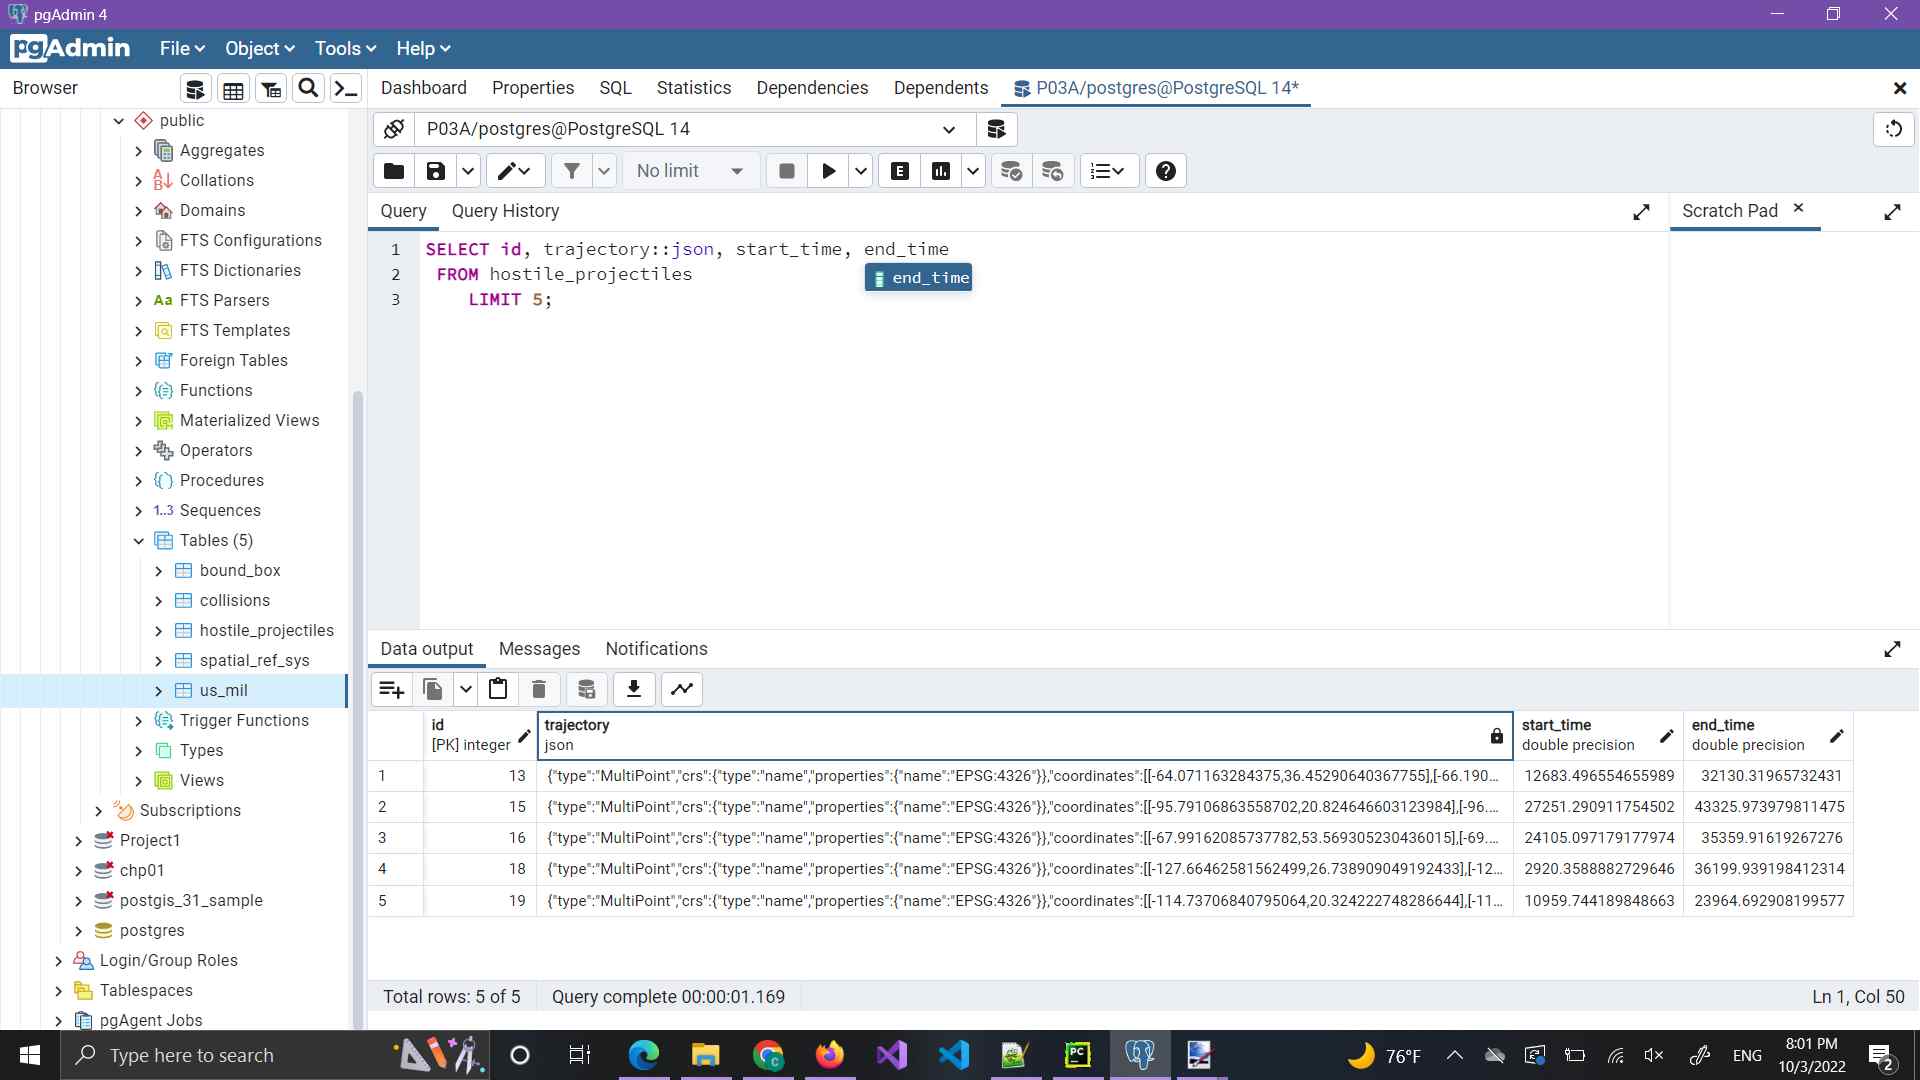 pgAdmin 4
pgAdmin File Object Tools Help
Browser
Dashboard Properties SQL Statistics Dependencies Dependents P03A/postgres@PostgreSQL 14*
public
Aggregates
Collations
Domains
FTS Configurations
FTS Dictionaries
Aa FTS Parsers
FTS Templates
Foreign Tables
Functions
Materialized Views
Operators
Procedures
1..3 Sequences
Tables (5)
bound_box
collisions
hostile_projectiles
spatial_ref_sys
us_mil
Trigger Functions
Types
Views
Subscriptions
Project1
chp01
postgis_31_sample
postgres
Login/Group Roles
Tablespaces
pgAgent Jobs
P03A/postgres@PostgreSQL 14
No limit
E
Query Query History
Scratch Pad
1 SELECT id, trajectory::json, start_time, end_time
2 FROM hostile_projectiles
end_time
3 LIMIT 5;
Data output Messages Notifications
id trajectory start_time end_time
[PK] integer json double precision double precision
1 13 {"type":"MultiPoint","crs":{"type":"name","properties":{"name":"EPSG:4326"}},"coordinates":[[-64.071163284375,36.45290640367755],[-66.190... 12683.496554655989 32130.31965732431
2 15 {"type":"MultiPoint","crs":{"type":"name","properties":{"name":"EPSG:4326"}},"coordinates":[[-95.79106863558702,20.824646603123984],[-96.... 27251.290911754502 43325.973979811475
3 16 {"type":"MultiPoint","crs":{"type":"name","properties":{"name":"EPSG:4326"}},"coordinates":[[-67.99162085737782,53.569305230436015],[-69.... 24105.097179177974 35359.91619267276
4 18 {"type":"MultiPoint","crs":{"type":"name","properties":{"name":"EPSG:4326"}},"coordinates":[[-127.66462581562499,26.738909049192433],[-12... 2920.3588882729646 36199.939198412314
5 19 {"type":"MultiPoint","crs":{"type":"name","properties":{"name":"EPSG:4326"}},"coordinates":[[-114.73706840795064,20.324222748286644],[-11... 10959.744189848663 23964.692908199577
Total rows: 5 of 5 Query complete 00:00:01.169 Ln 1, Col 50
Type here to search
PC
76°F
ENG
8:01 PM
10/3/2022
2